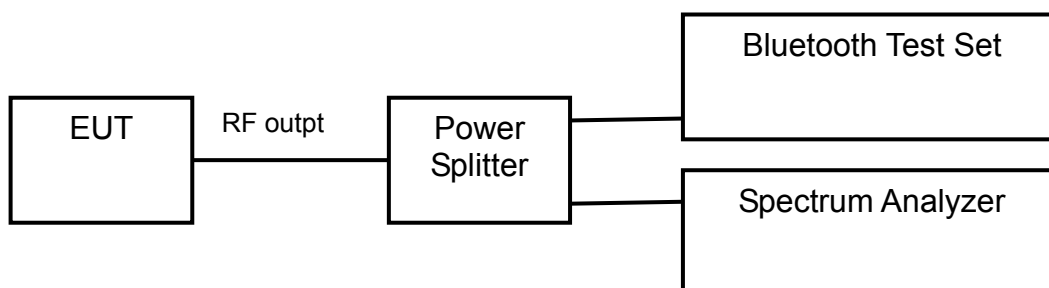 EUT
RF outpt
Power
Splitter
Bluetooth Test Set
Spectrum Analyzer